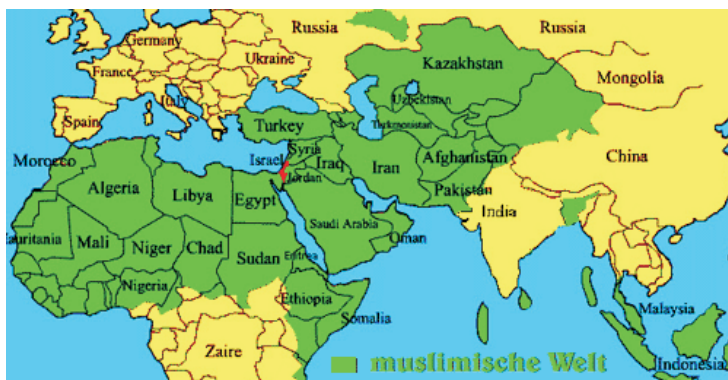 Russia
Russia
Germany
Ukraine
Kazakhstan
France
Mongolia
Italy
Uzbekistan
Spain
Turkey
Turkmenistan
Syria
China
Morocco
Israel
Iraq
Iran
Afghanistan
Jordan
Algeria
Libya
Egypt
Pakistan
India
Saudi Arabia
Mauritania
Mali
Niger
Chad
Oman
Sudan
Eritrea
Nigeria
Ethiopia
Somalia
Malaysia
Zaire
muslimische Welt
Indonesia